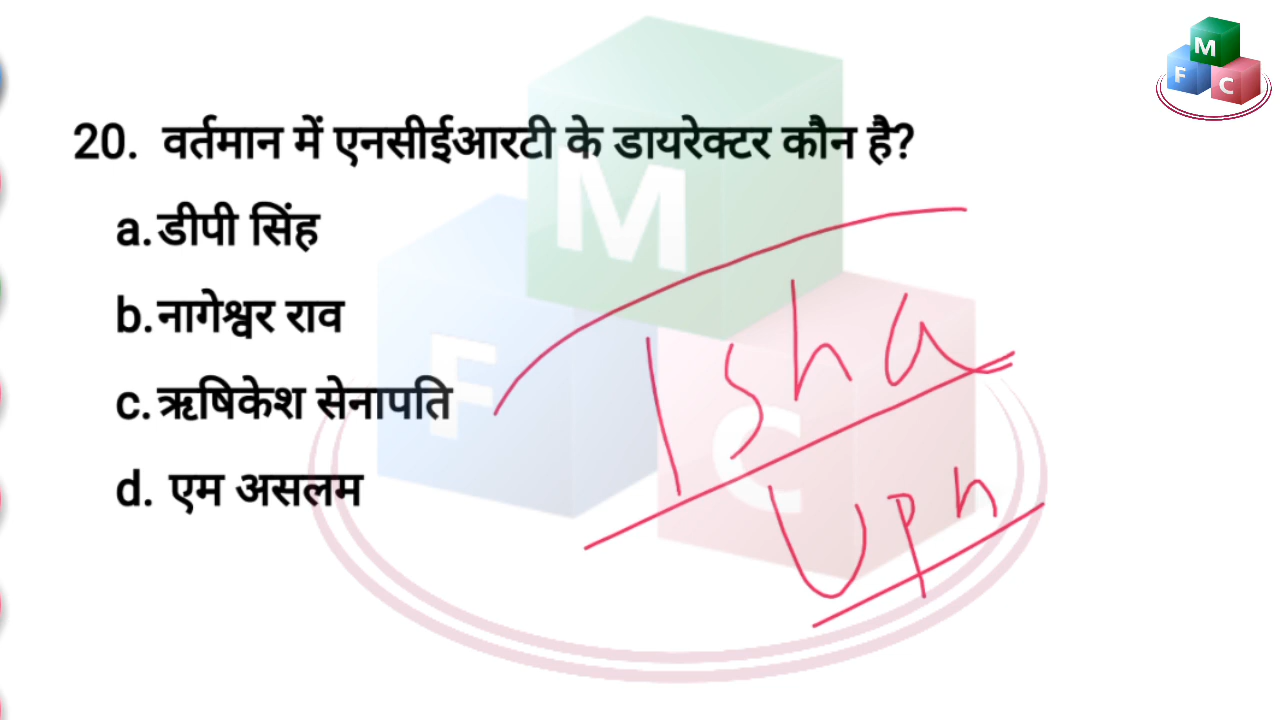 M
F C
20. वर्तमान में एनसीईआरटी के डायरेक्टर कौन है?
a.डीपी सिंह
b.नागेश्वर राव
c.ऋषिकेश सेनापति
d. एम असलम
M
F
C
Isha
Upn